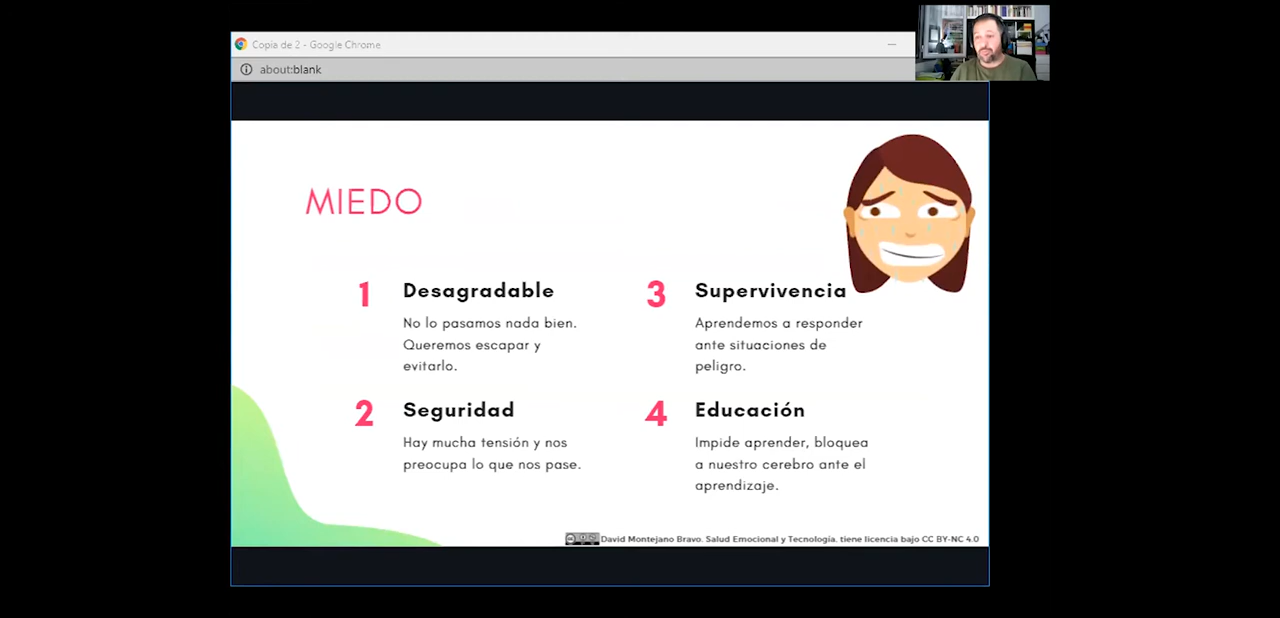 Copia de 2 - Google Chrome
about:blank
MIEDO
1
Desagradable
No lo pasamos nada bien.
Queremos escapar y
evitarlo.
2
Seguridad
Hay mucha tensión y nos
preocupa lo que nos pase.
3
Supervivencia
Aprendemos a responder
ante situaciones de
peligro.
4
Educación
Impide aprender, bloquea
a nuestro cerebro ante el
aprendizaje.
David Montejano Bravo. Salud Emocional y Tecnología. tiene licencia bajo CC BY-NC 4.0